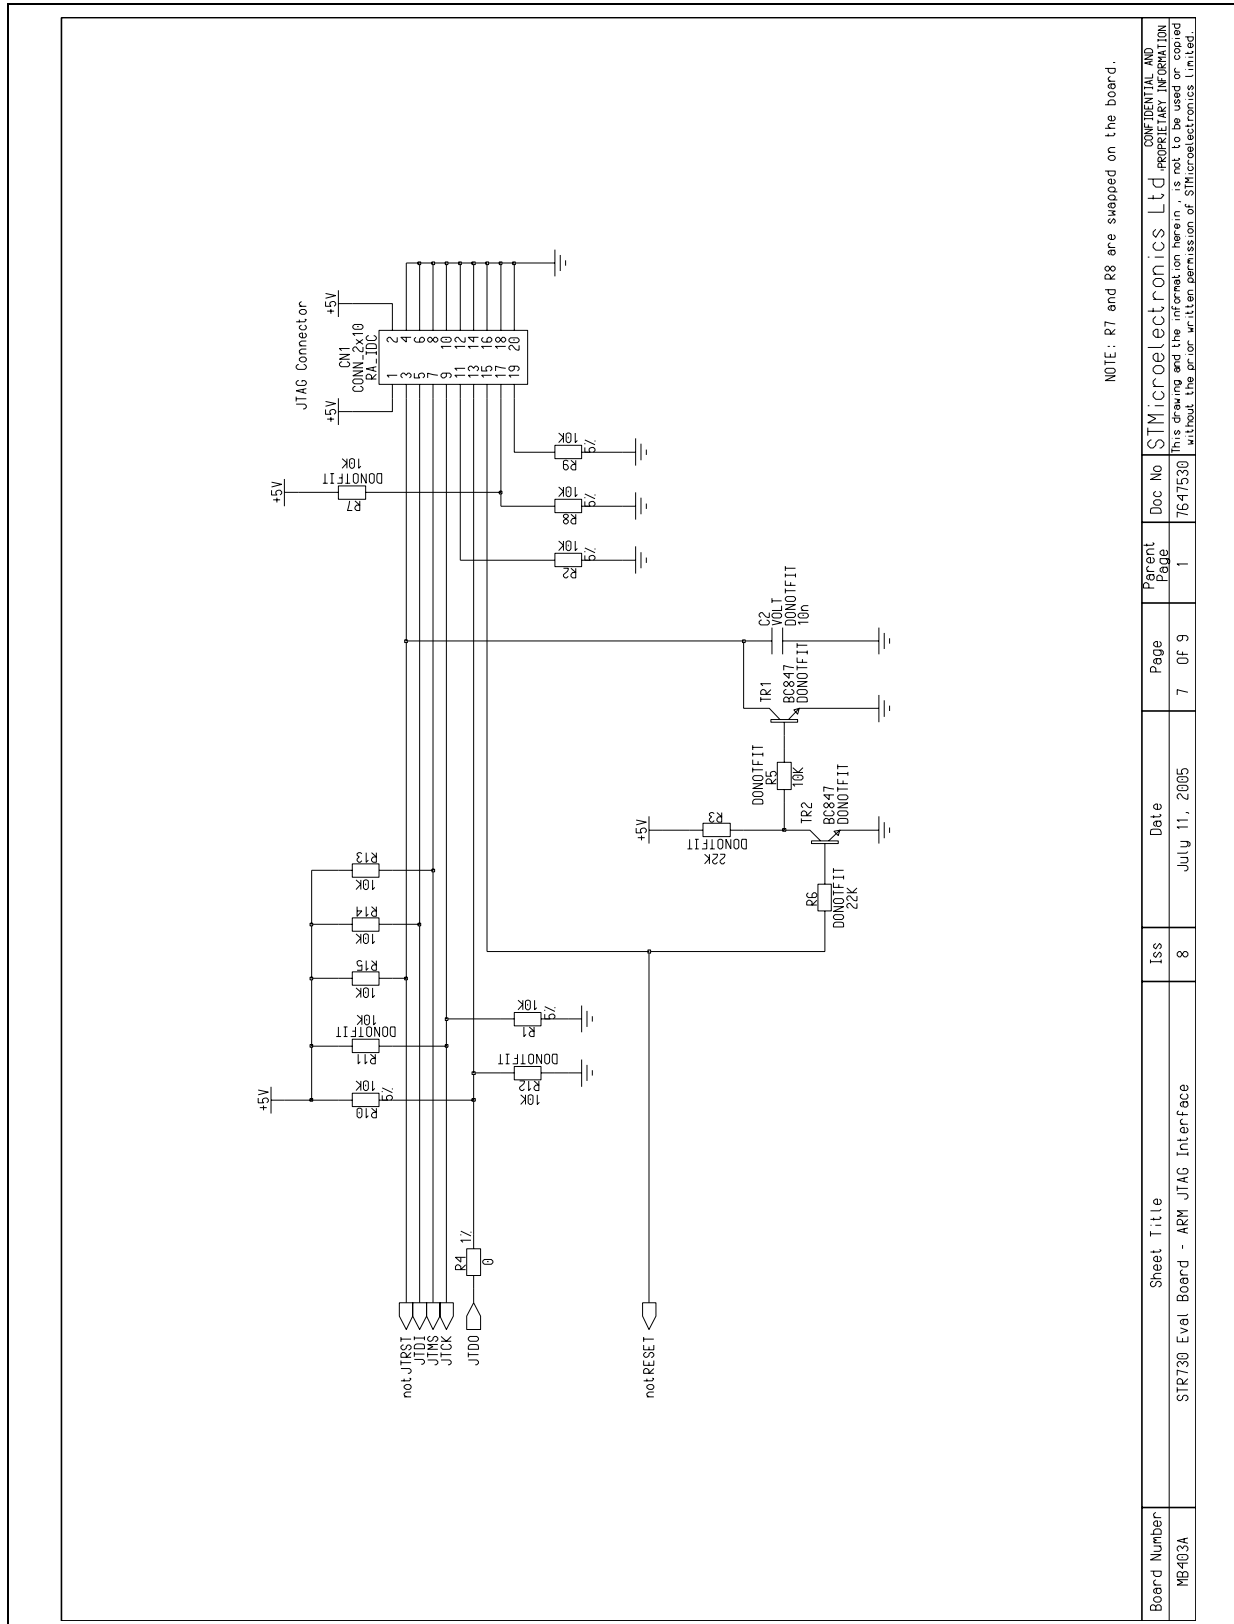 JTAG Connector
+5V
+5V
CN1
CONN_2x10
RA_IDC
1 2
3 4
5 6
7 8
9 10
11 12
13 14
15 16
17 18
19 20
+5V
R7
10K
DONOTFIT
R9
10K
5%
R8
10K
5%
R2
10K
5%
C2
VOLT
DONOTFIT
10n
TR1
BC847
DONOTFIT
DONOTFIT
R5
10K
+5V
R3
DONOTFIT
22K
TR2
BC847
DONOTFIT
R6
DONOTFIT
22K
R13
10K
R14
10K
R15
10K
R11
10K
DONOTFIT
+5V
R10
10K
5%
R1
10K
5%
R12
10K
DONOTFIT
R4
0
1%
notJTRST
JTDI
JTMS
JTCK
JTDO
notRESET
NOTE: R7 and R8 are swapped on the board.
Board Number
MB403A
Sheet Title
STR730 Eval Board - ARM JTAG Interface
Iss
8
Date
July 11, 2005
Page
7 Of 9
Parent
Page
1
Doc No
7647530
STMicroelectronics Ltd.
CONFIDENTIAL AND
PROPRIETARY INFORMATION
This drawing and the information herein, is not to be used or copied
without the prior written permission of STMicroelectronics limited.